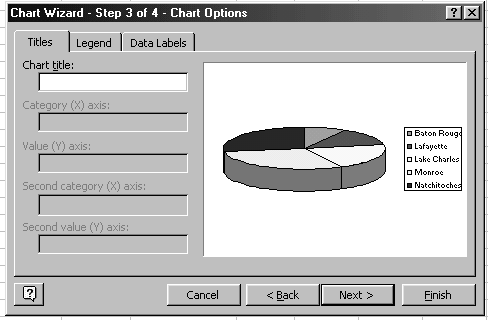 Chart Wizard - Step 3 of 4 - Chart Options
Titles Legend Data Labels
Chart title:
Category (X) axis:
Value (Y) axis:
Second category (X) axis:
Second value (Y) axis:
Baton Rouge
Lafayette
Lake Charles
Monroe
Natchitoches
Cancel < Back Next > Finish